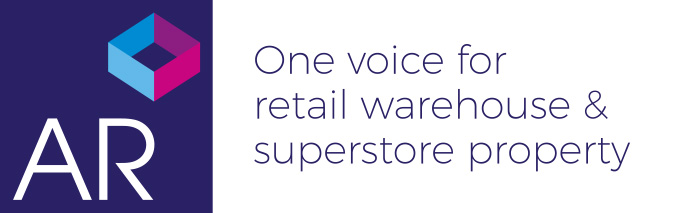 AR
One voice for
retail warehouse &
superstore property